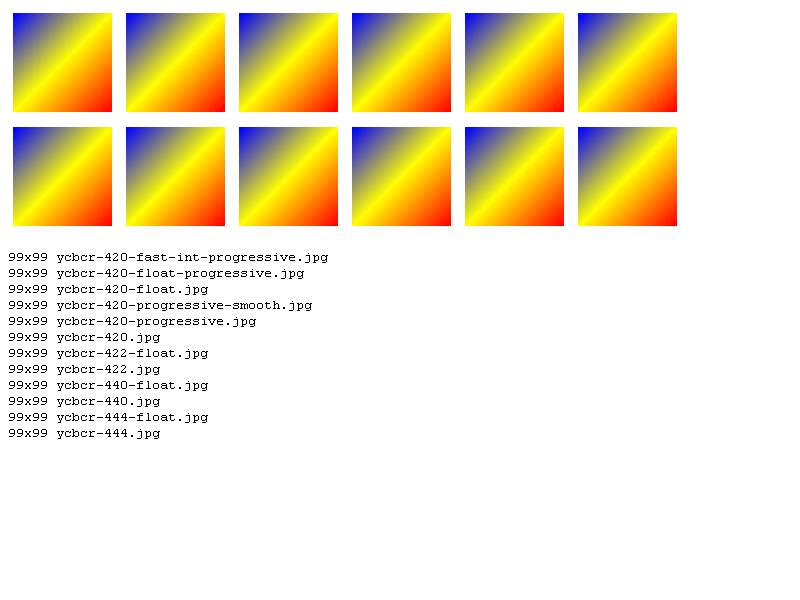 99x99 ycbcr-420-fast-int-progressive.jpg
99x99 ycbcr-420-float-progressive.jpg
99x99 ycbcr-420-float.jpg
99x99 ycbcr-420-progressive-smooth.jpg
99x99 ycbcr-420-progressive.jpg
99x99 ycbcr-420.jpg
99x99 ycbcr-422-float.jpg
99x99 ycbcr-422.jpg
99x99 ycbcr-440-float.jpg
99x99 ycbcr-440.jpg
99x99 ycbcr-444-float.jpg
99x99 ycbcr-444.jpg